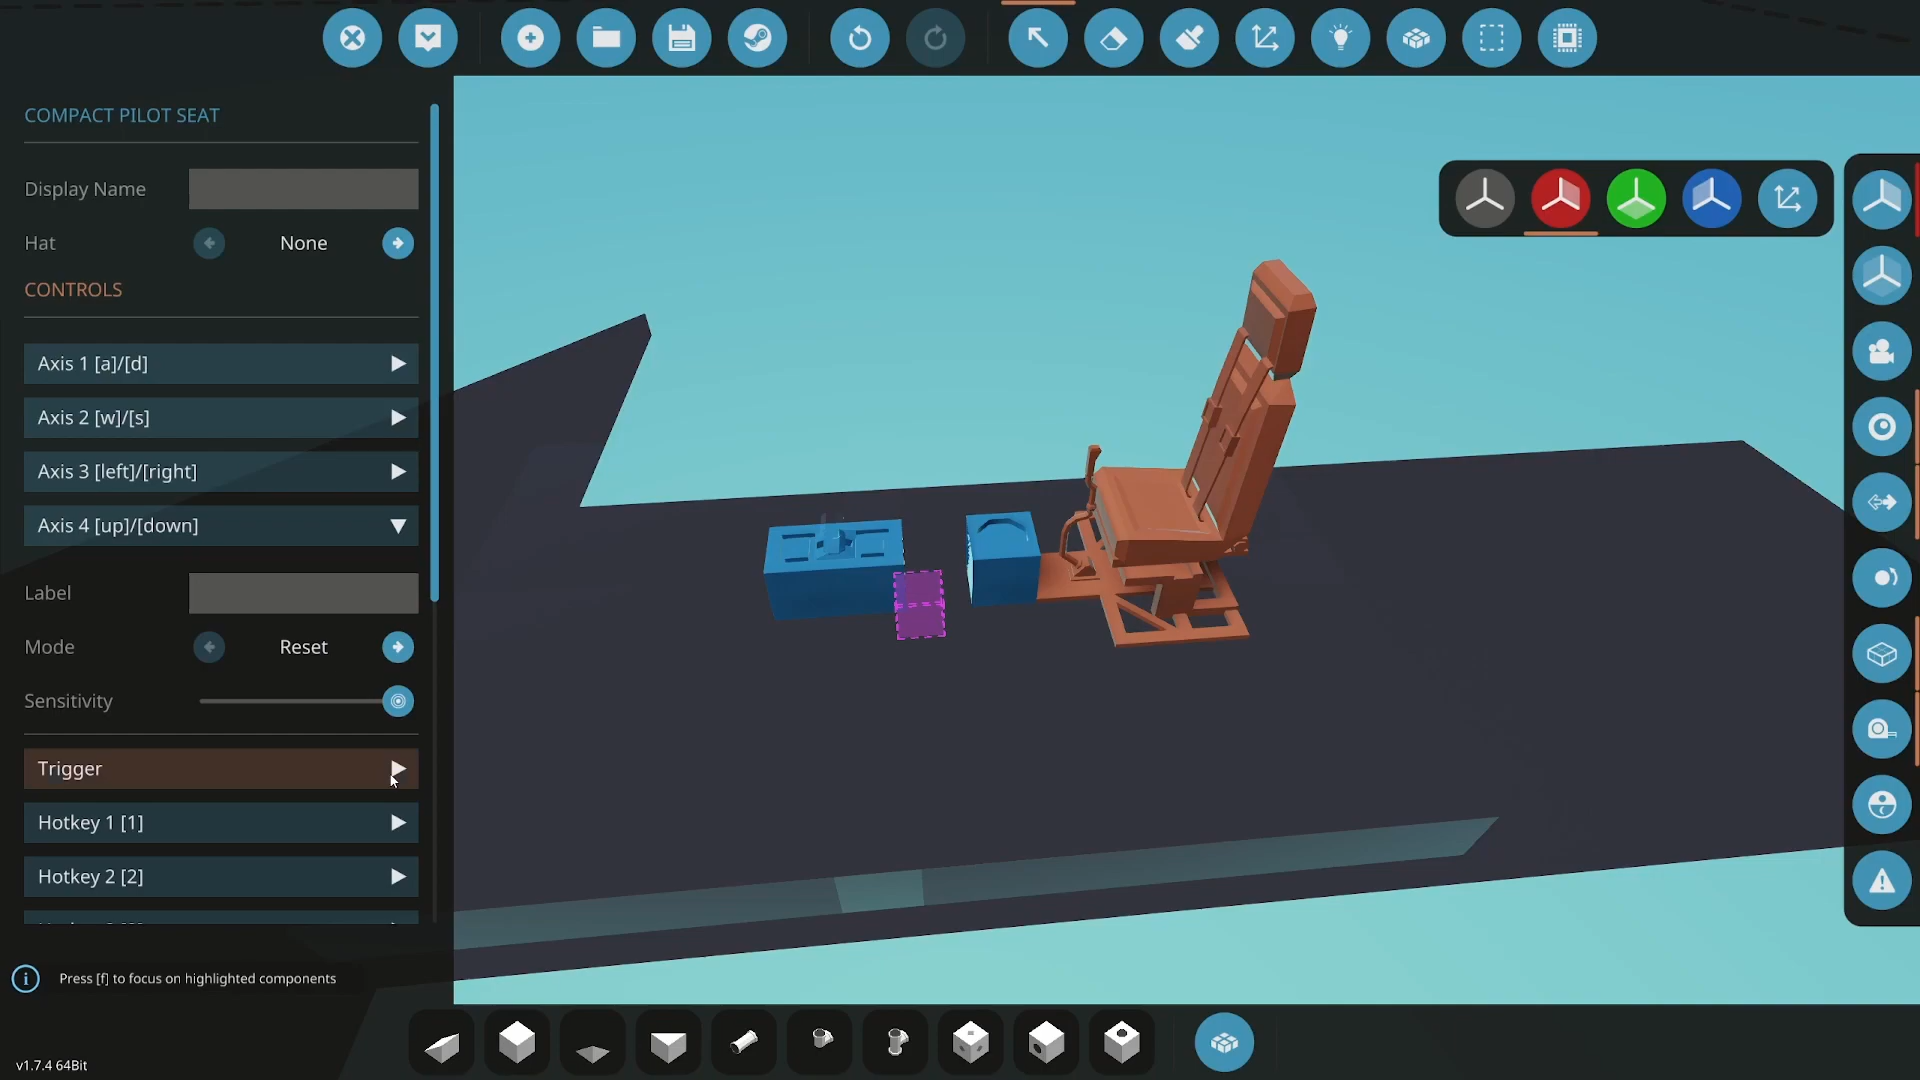 COMPACT PILOT SEAT
Display Name
Hat None
CONTROLS
Axis 1 [a]/[d]
Axis 2 [w]/[s]
Axis 3 [left]/[right]
Axis 4 [up]/[down]
Label
Mode Reset
Sensitivity
Trigger
Hotkey 1 [1]
Hotkey 2 [2]
Press [f] to focus on highlighted components
v1.7.4 64Bit